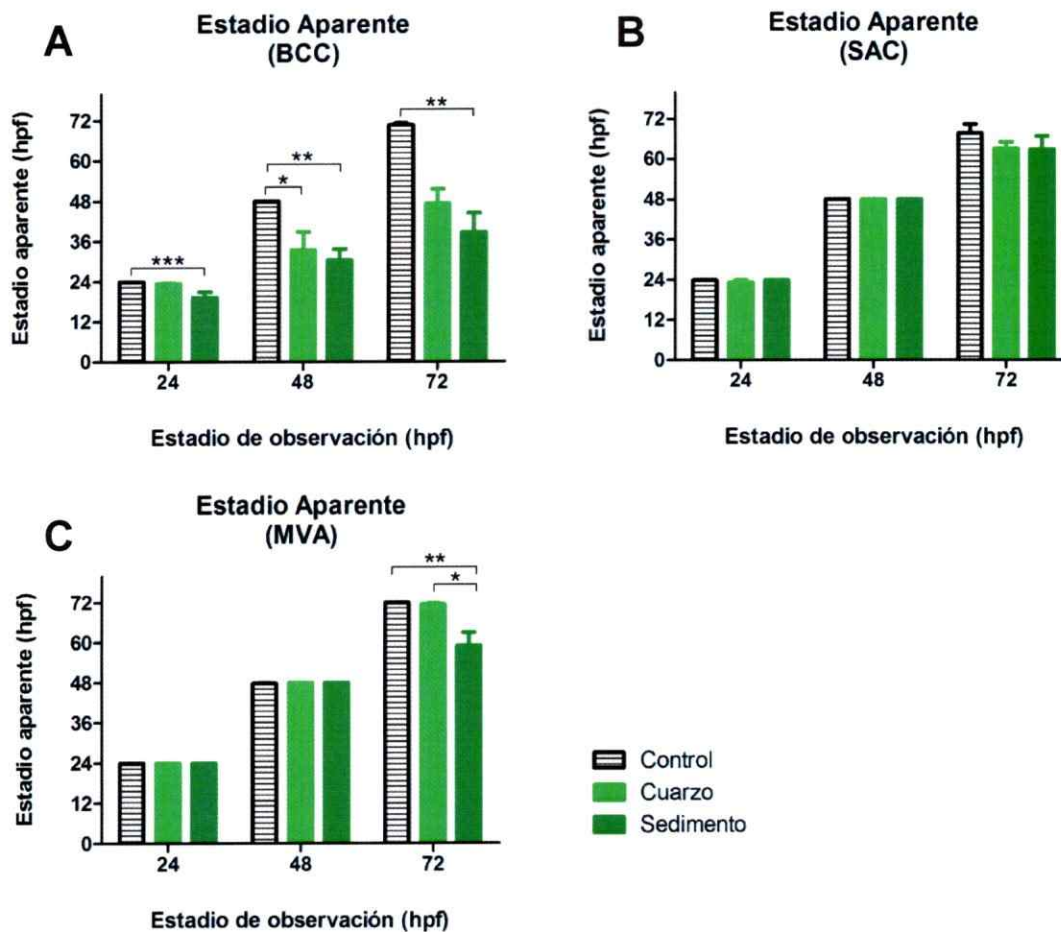 A
Estadio Aparente
(BCC)
Estadio aparente (hpf)
72
60
48
36
24
12
0
***
*
**
**
24 48 72
Estadio de observación (hpf)
B
Estadio Aparente
(SAC)
Estadio aparente (hpf)
72
60
48
36
24
12
0
24 48 72
Estadio de observación (hpf)
C
Estadio Aparente
(MVA)
Estadio aparente (hpf)
72
60
48
36
24
12
0
**
*
24 48 72
Estadio de observación (hpf)
Control
Cuarzo
Sedimento